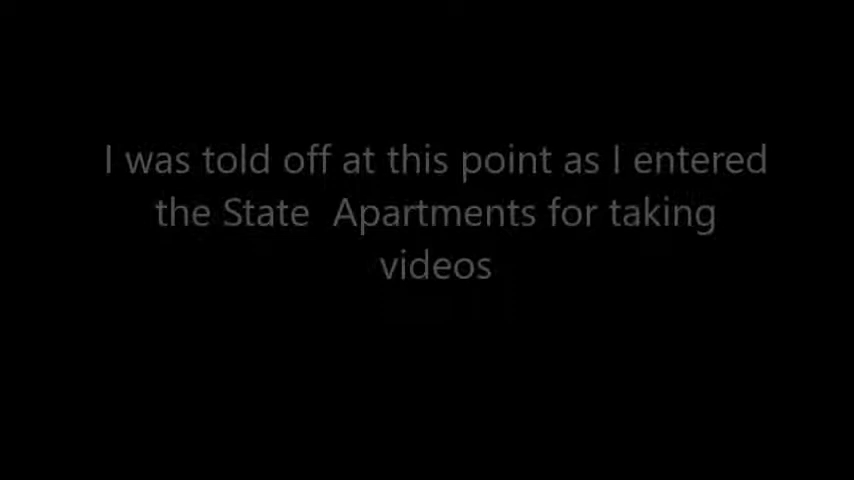 I was told off at this point as I entered
the State  Apartments for taking
videos